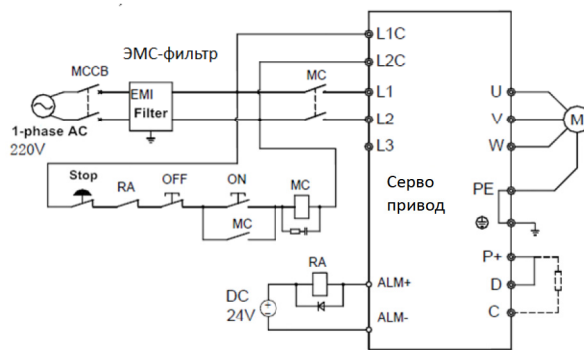 ЭМС-фильтр
L1C
L2C
MCCB
EMI
Filter
MC
L1
L2
L3
U
V
W
M
1-phase AC
220V
Stop
RA
OFF
ON
MC
MC
Серво
привод
PE
RA
DC
24V
ALM+
ALM-
P+
D
C